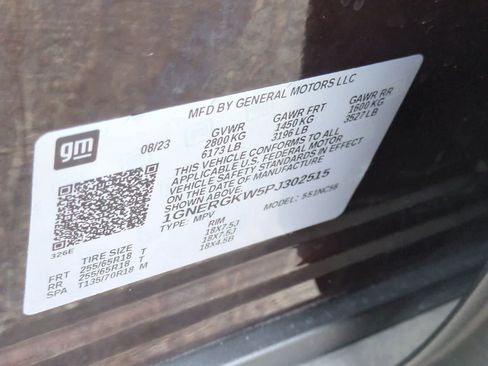 gm
MFD BY GENERAL MOTORS LLC
08/23 GVWR GAWR FRT GAWR RR
2800 KG 1450 KG 1600 KG
6173 LB 3196 LB 3527 LB
THIS VEHICLE CONFORMS TO ALL
APPLICABLE U.S. FEDERAL MOTOR
VEHICLE SAFETY STANDARDS IN EFFECT
ON THE DATE OF MANUFACTURE
1GNERGKW5PJ302515
TYPE: MPV MODEL: 551NC56
326E
TIRE SIZE RIM
FRT 255/65R18 T 18X7.5J
RR 255/65R18 T 18X7.5J
SPA T135/70R18 M 18X4.5B